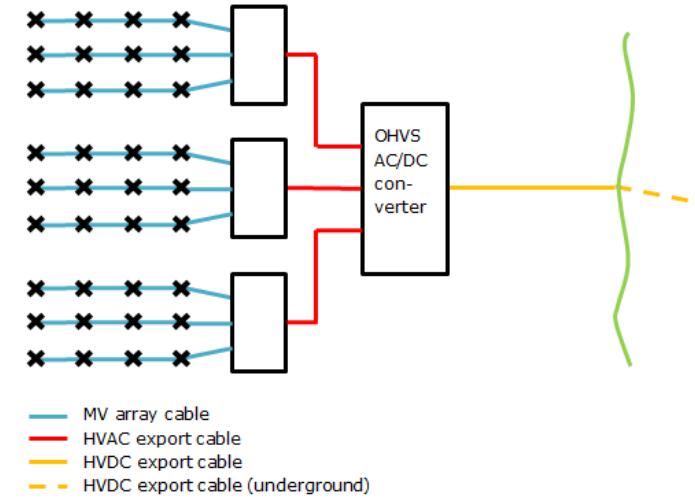 OHVS
AC/DC
con-
verter
MV array cable
HVAC export cable
HVDC export cable
HVDC export cable (underground)